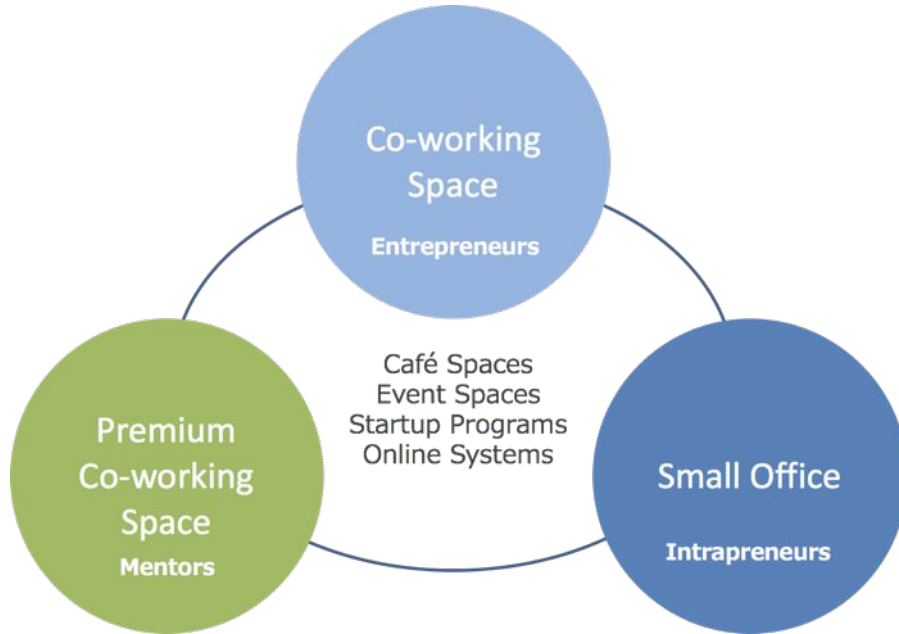 Co-working
Space
Entrepreneurs
Café Spaces
Event Spaces
Startup Programs
Online Systems
Premium
Co-working
Space
Mentors
Small Office
Intrapreneurs